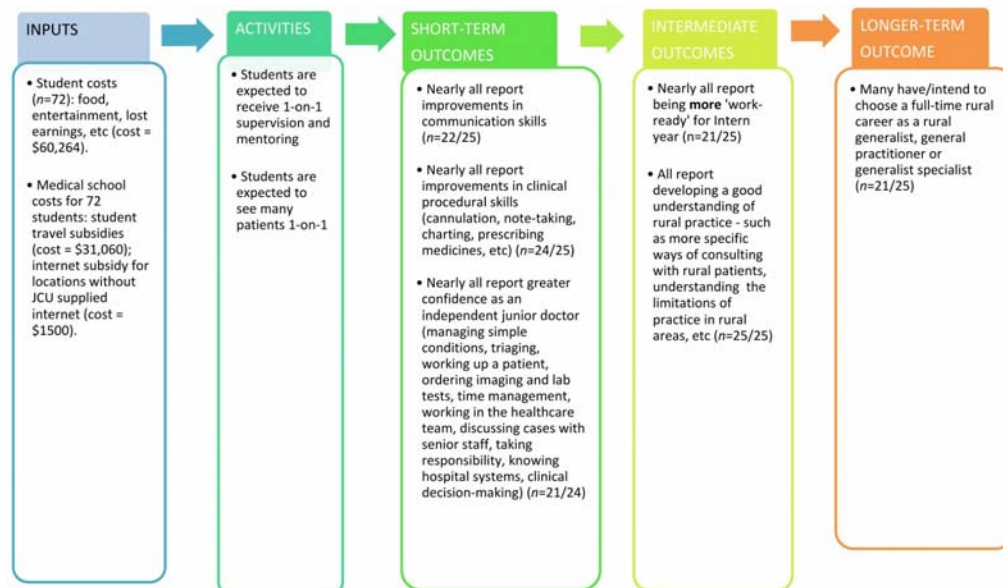 INPUTS
• Student costs
(n=72): food,
entertainment, lost
earnings, etc (cost =
$60,264).
• Medical school
costs for 72
students: student
travel subsidies
(cost = $31,060);
internet subsidy for
locations without
JCU supplied
internet (cost =
$1500).
ACTIVITIES
• Students are
expected to
receive 1-on-1
supervision and
mentoring
• Students are
expected to
see many
patients 1-on-1
SHORT-TERM
OUTCOMES
• Nearly all report
improvements in
communication skills
(n=22/25)
• Nearly all report
improvements in clinical
procedural skills
(cannulation, note-taking,
charting, prescribing
medicines, etc) (n=24/25)
• Nearly all report greater
confidence as an
independent junior doctor
(managing simple
conditions, triaging,
working up a patient,
ordering imaging and lab
tests, time management,
working in the healthcare
team, discussing cases with
senior staff, taking
responsibility, knowing
hospital systems, clinical
decision-making) (n=21/24)
INTERMEDIATE
OUTCOMES
• Nearly all report
being more 'work-
ready' for Intern
year (n=21/25)
• All report
developing a good
understanding of
rural practice - such
as more specific
ways of consulting
with rural patients,
understanding the
limitations of
practice in rural
areas, etc (n=25/25)
LONGER-TERM
OUTCOME
• Many have/intend to
choose a full-time rural
career as a rural
generalist, general
practitioner or
generalist specialist
(n=21/25)